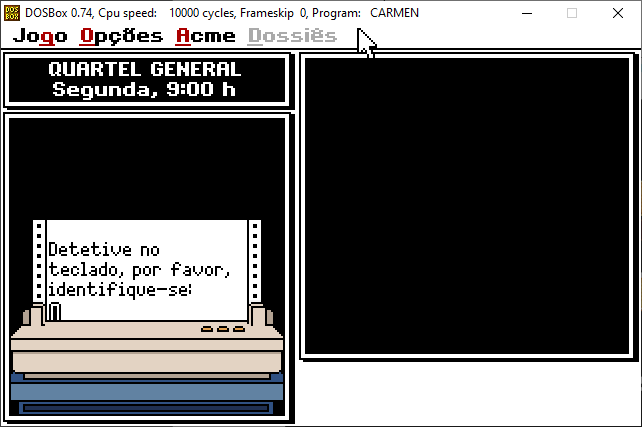 DOSBox 0.74, Cpu speed: 10000 cycles, Frameskip 0, Program: CARMEN
Jogo Opções Acme Dossiês
QUARTEL GENERAL
Segunda, 9:00 h
Detetive no
teclado, por favor,
identifique-se: